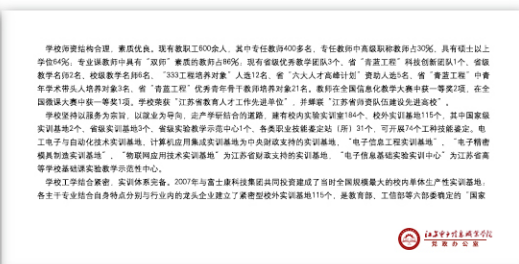 学校师资结构合理、素质优良。现有教职工600余人，其中专任教师400多名，专任教师中高级职称教师占30%，具有硕士以上
学位64%；专业课教师中具有“双师”素质的教师占86%；现有省级优秀教学团队3个、省“青蓝工程”科技创新团队1个、省级
教学名师2名、校级教学名师6名，“333工程培养对象”人选12名、省“六大人才高峰计划”资助人选5名、省“青蓝工程”中青
年学术带头人培养对象3名、省“青蓝工程”优秀青年骨干教师培养对象21名。教师在全国信息化教学大赛中获一等奖2项、在全
国微课大赛中获一等奖1项。学校荣获“江苏省教育人才工作先进单位”，并蝉联“江苏省师资队伍建设先进高校”。
学校坚持以服务为宗旨、以就业为导向、走产学研结合的道路，建有校内实验实训室184个、校外实训基地115个，其中国家级
实训基地2个、省级实训基地3个、省级实验教学示范中心1个、各类职业技能鉴定站（所）31个、可开展74个工种技能鉴定。电
工电子与自动化技术实训基地、计算机应用集成实训基地为中央财政支持的实训基地，“电子信息工程实训基地”、“电子精密
模具制造实训基地”、“物联网应用技术实训基地”为江苏省财政支持的实训基地，“电子信息基础实验实训中心”为江苏省高
等学校基础课实验教学示范性中心。
学校工学结合紧密、实训体系完备。2007年与富士康科技集团共同投资建成了当时全国规模最大的校内单体生产性实训基地；
各主干专业结合自身特点分别与行业内的龙头企业建立了紧密型校外实训基地115个，是教育部、工信部等六部委确定的“国家
江苏电子信息职业学院
党政办公室